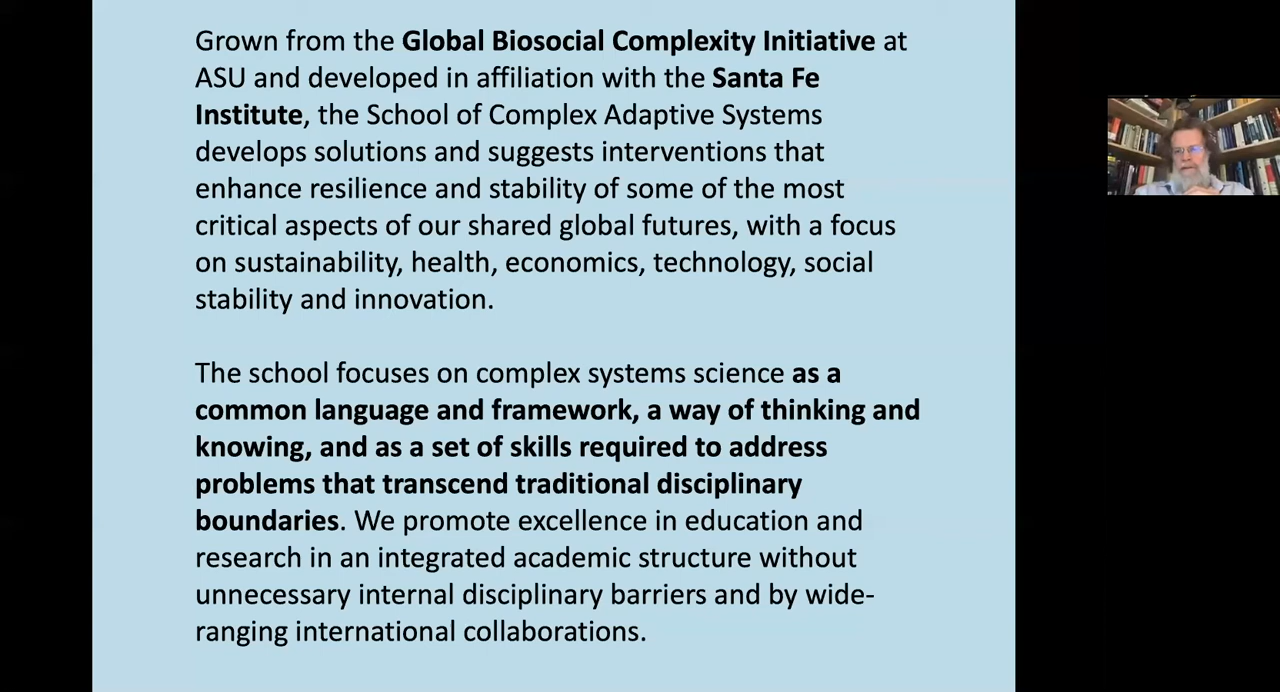 Grown from the Global Biosocial Complexity Initiative at
ASU and developed in affiliation with the Santa Fe
Institute, the School of Complex Adaptive Systems
develops solutions and suggests interventions that
enhance resilience and stability of some of the most
critical aspects of our shared global futures, with a focus
on sustainability, health, economics, technology, social
stability and innovation.
The school focuses on complex systems science as a
common language and framework, a way of thinking and
knowing, and as a set of skills required to address
problems that transcend traditional disciplinary
boundaries. We promote excellence in education and
research in an integrated academic structure without
unnecessary internal disciplinary barriers and by wide-
ranging international collaborations.